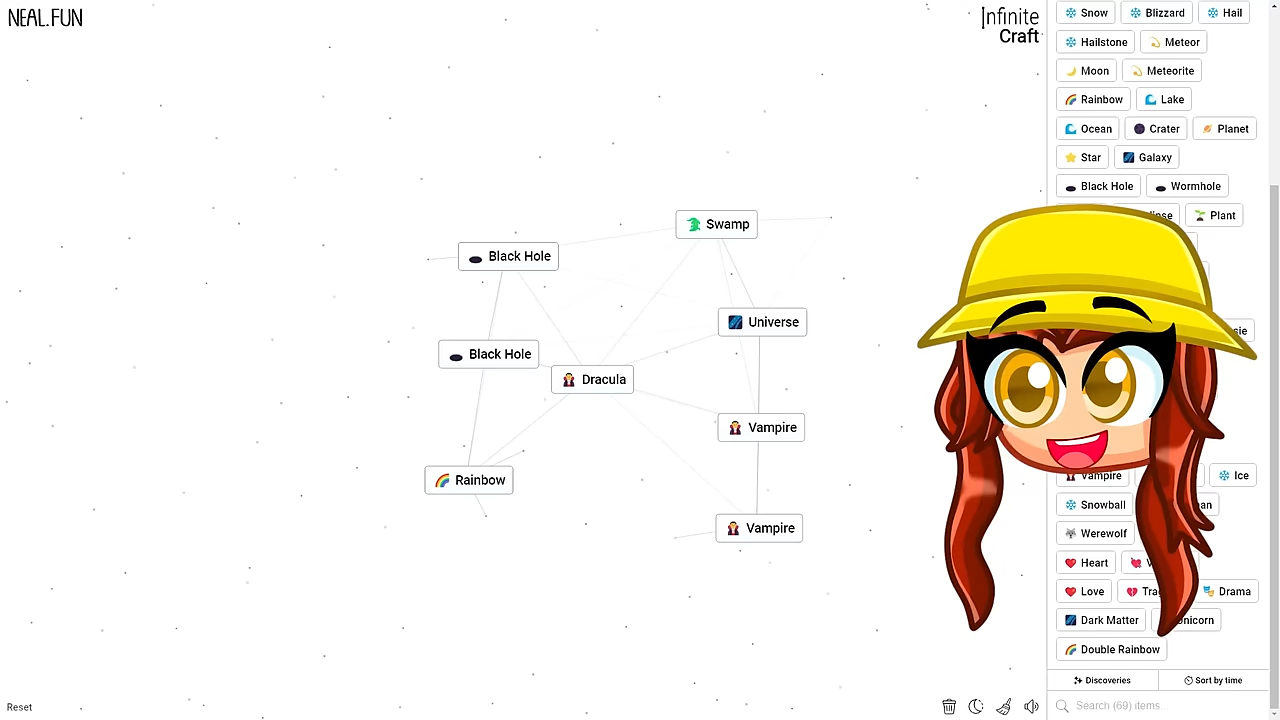 NEAL.FUN
Infinite
Craft
Swamp
Black Hole
Universe
Black Hole
Dracula
Vampire
Rainbow
Vampire
Reset
Snow Blizzard Hail
Hailstone Meteor
Moon Meteorite
Rainbow Lake
Ocean Crater Planet
Star Galaxy
Black Hole Wormhole
Plant
Vampire Ice
Snowball
Werewolf
Heart
Love Drama
Dark Matter
Double Rainbow
Discoveries Sort by time
Search (69) items...